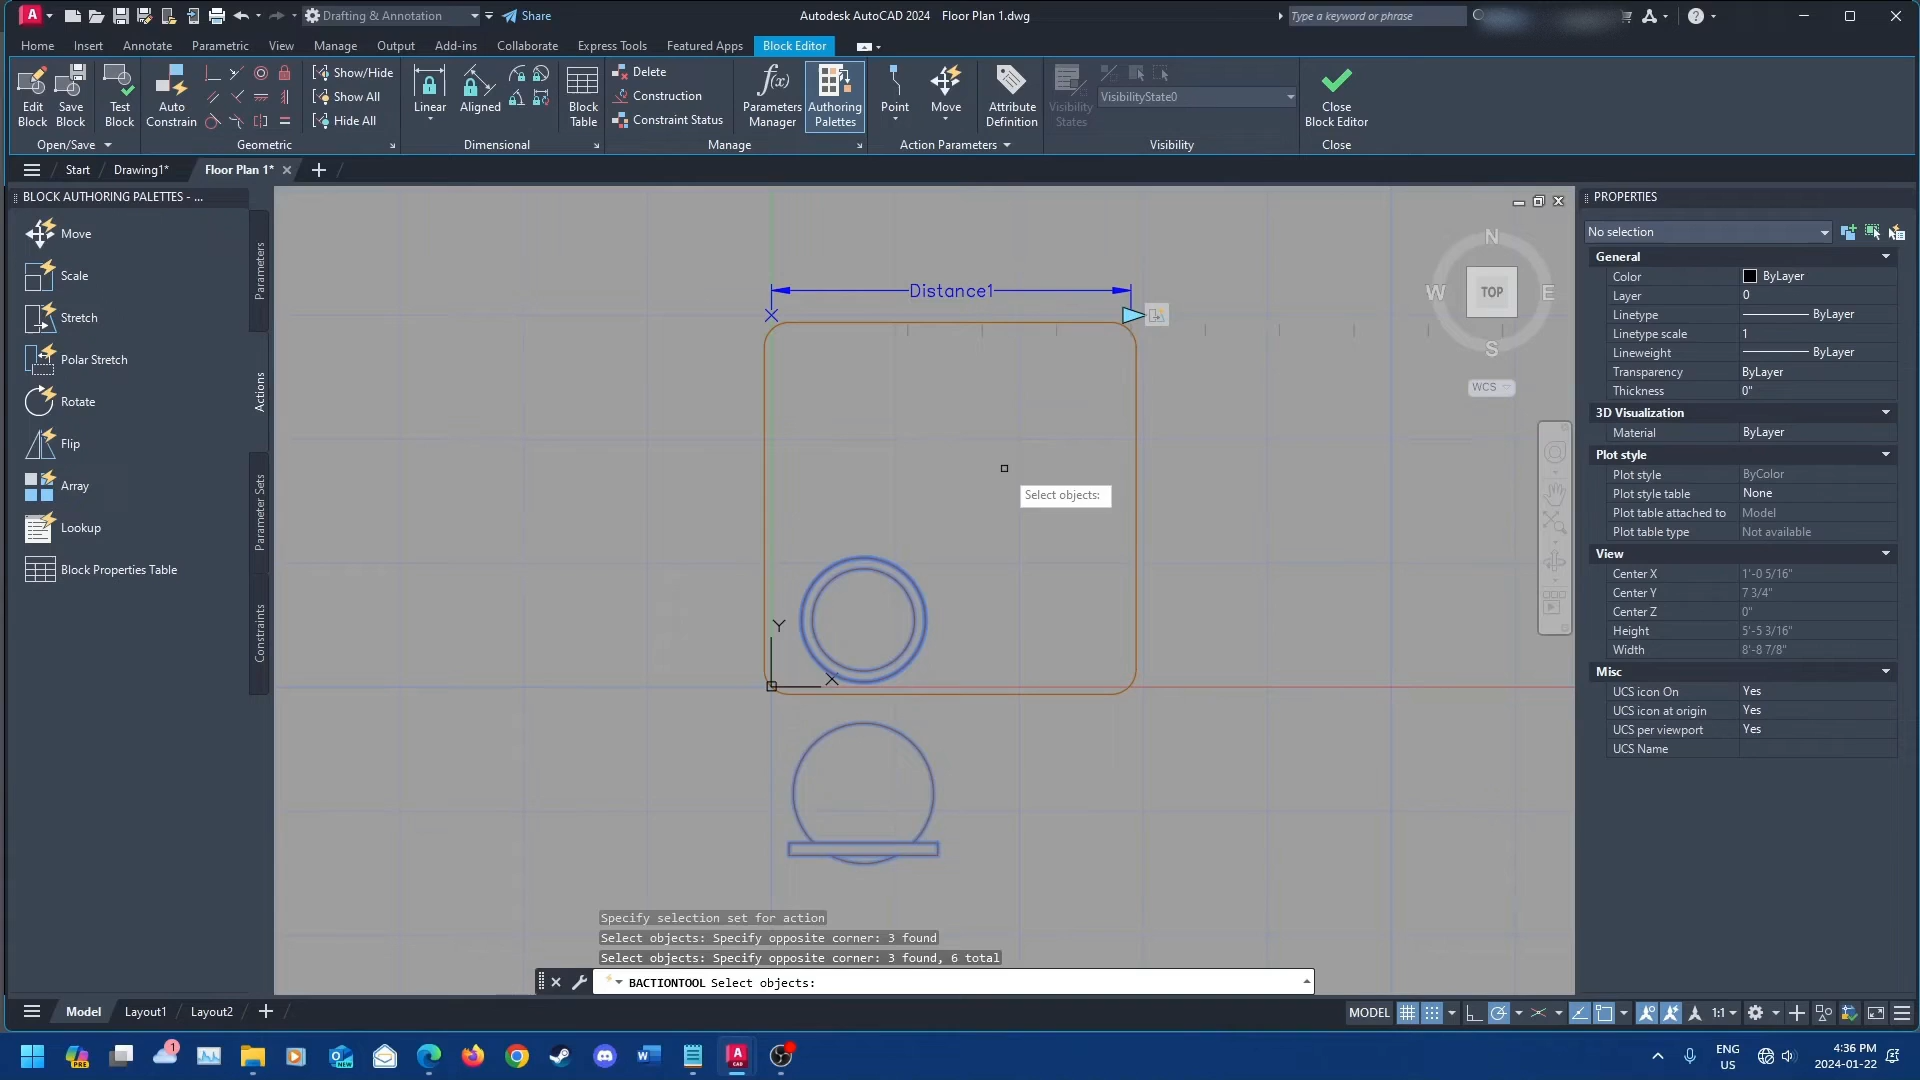 Drafting & Annotation
Share
Autodesk AutoCAD 2024 Floor Plan 1.dwg
Type a keyword or phrase
Home Insert Annotate Parametric View Manage Output Add-ins Collaborate Express Tools Featured Apps Block Editor
Edit Block
Save Block
Test Block
Auto Constrain
Show/Hide
Show All
Hide All
Linear
Aligned
Block Table
Delete
Construction
Constraint Status
f(x)
Parameters Manager
Authoring Palettes
Point
Move
Attribute Definition
Visibility States
VisibilityState0
Close Block Editor
Open/Save
Geometric
Dimensional
Manage
Action Parameters
Visibility
Close
Start
Drawing1*
Floor Plan 1*
BLOCK AUTHORING PALETTES - ...
Move
Scale
Stretch
Polar Stretch
Rotate
Flip
Array
Lookup
Block Properties Table
Parameters
Actions
Parameter Sets
Constraints
Distance1
Select objects:
Y
X
N
W
TOP
E
S
WCS
PROPERTIES
No selection
General
Color ByLayer
Layer 0
Linetype ByLayer
Linetype scale 1
Lineweight ByLayer
Transparency ByLayer
Thickness 0"
3D Visualization
Material ByLayer
Plot style
Plot style ByColor
Plot style table None
Plot table attached to Model
Plot table type Not available
View
Center X 1'-0 5/16"
Center Y 7 3/4"
Center Z 0"
Height 5'-5 3/16"
Width 8'-8 7/8"
Misc
UCS icon On Yes
UCS icon at origin Yes
UCS per viewport Yes
UCS Name
Specify selection set for action
Select objects: Specify opposite corner: 3 found
Select objects: Specify opposite corner: 3 found, 6 total
BACTIONTOOL Select objects:
Model Layout1 Layout2
MODEL
1:1
1
PRE
NEW
ENG
US
4:36 PM
2024-01-22